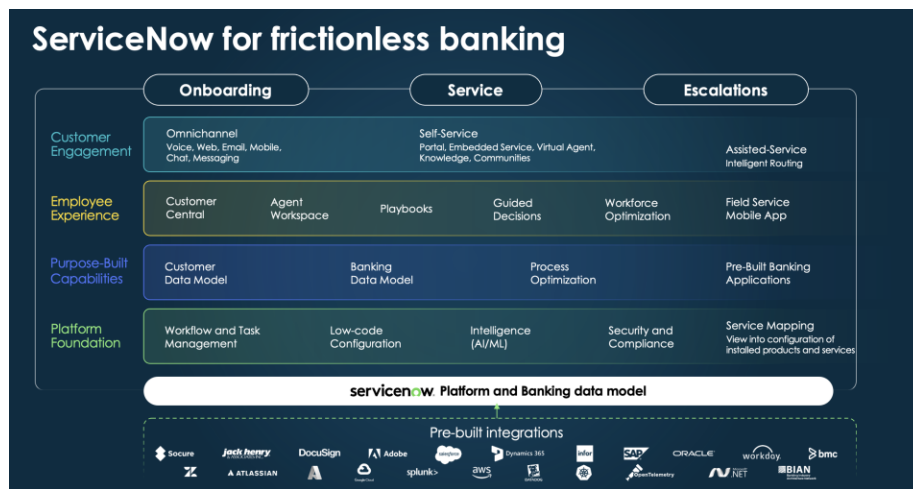 ServiceNow for frictionless banking
Onboarding
Service
Escalations
Customer
Engagement
Omnichannel
Voice, Web, Email, Mobile,
Chat, Messaging
Self-Service
Portal, Embedded Service, Virtual Agent,
Knowledge, Communities
Assisted-Service
Intelligent Routing
Employee
Experience
Customer
Central
Agent
Workspace
Playbooks
Guided
Decisions
Workforce
Optimization
Field Service
Mobile App
Purpose-Built
Capabilities
Customer
Data Model
Banking
Data Model
Process
Optimization
Pre-Built Banking
Applications
Platform
Foundation
Workflow and Task
Management
Low-code
Configuration
Intelligence
(AI/ML)
Security and
Compliance
Service Mapping
View into configuration of
installed products and services
servicenow. Platform and Banking data model
Pre-built integrations
Socure
jack henry
DocuSign
Adobe
salesforce
Dynamics 365
infor
SAP
ORACLE
workday.
bmc
ATLASSIAN
Google Cloud
splunk>
aws
OpenTelemetry
.NET
BIAN